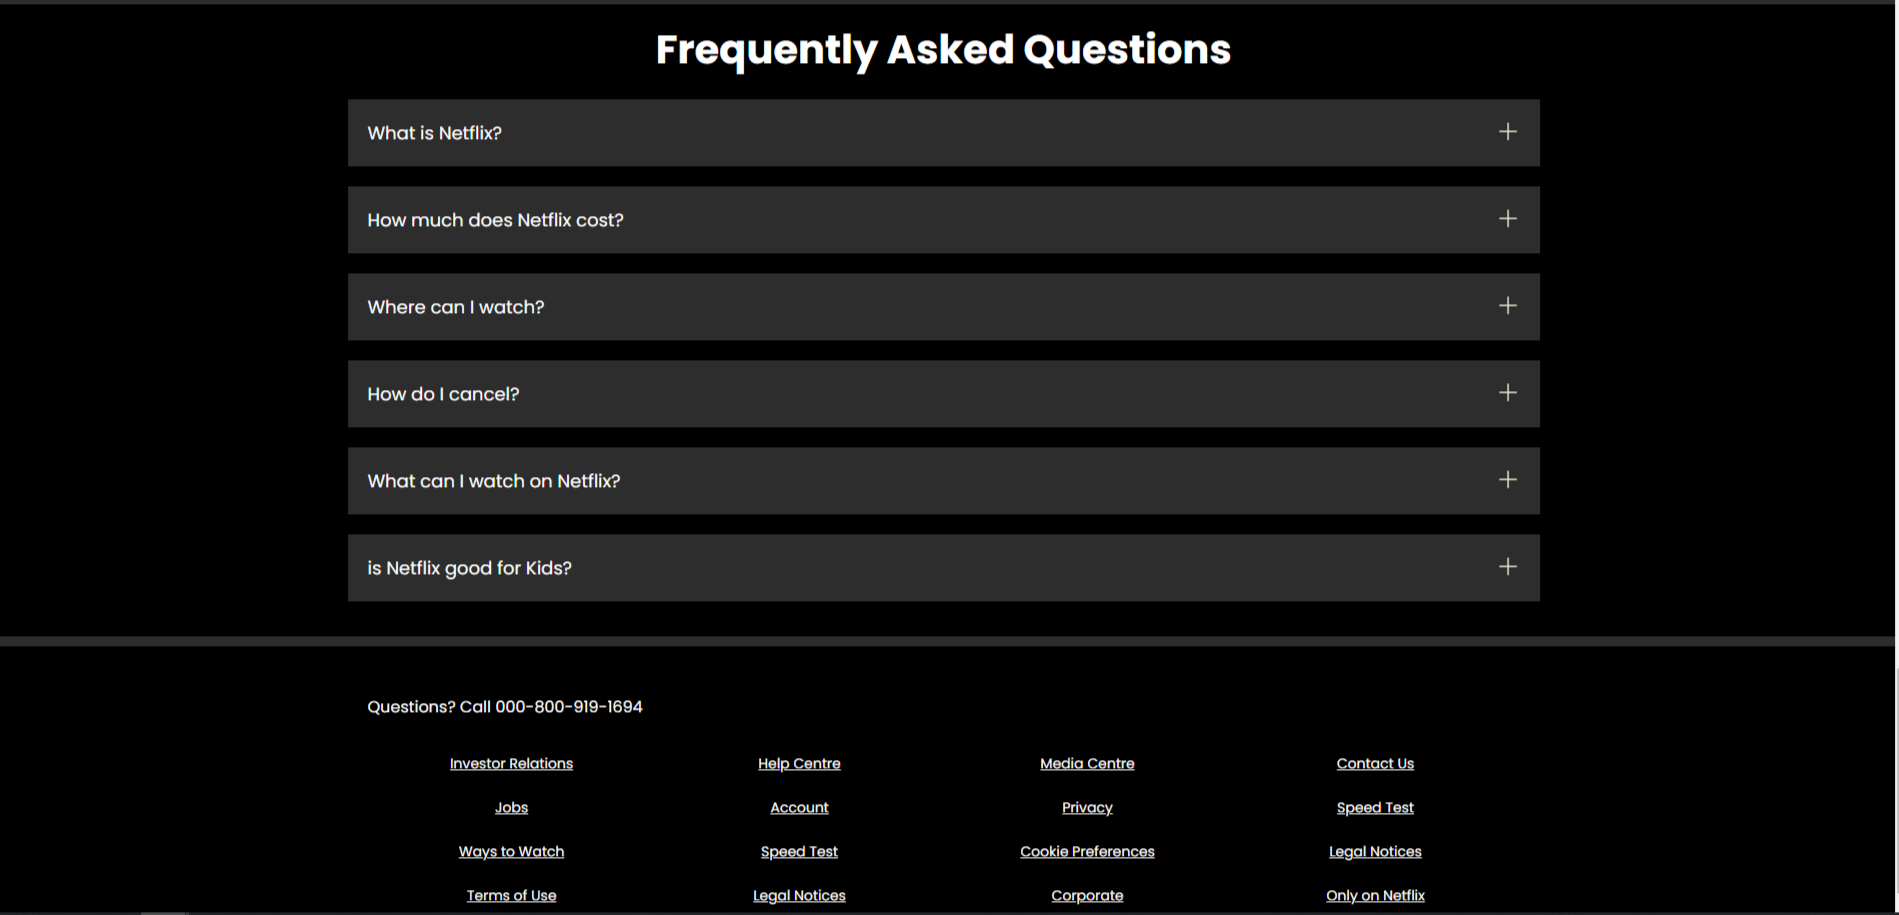 Frequently Asked Questions
What is Netflix?
How much does Netflix cost?
Where can I watch?
How do I cancel?
What can I watch on Netflix?
is Netflix good for Kids?
Questions? Call 000-800-919-1694
Investor Relations Help Centre Media Centre Contact Us
Jobs Account Privacy Speed Test
Ways to Watch Speed Test Cookie Preferences Legal Notices
Terms of Use Legal Notices Corporate Only on Netflix